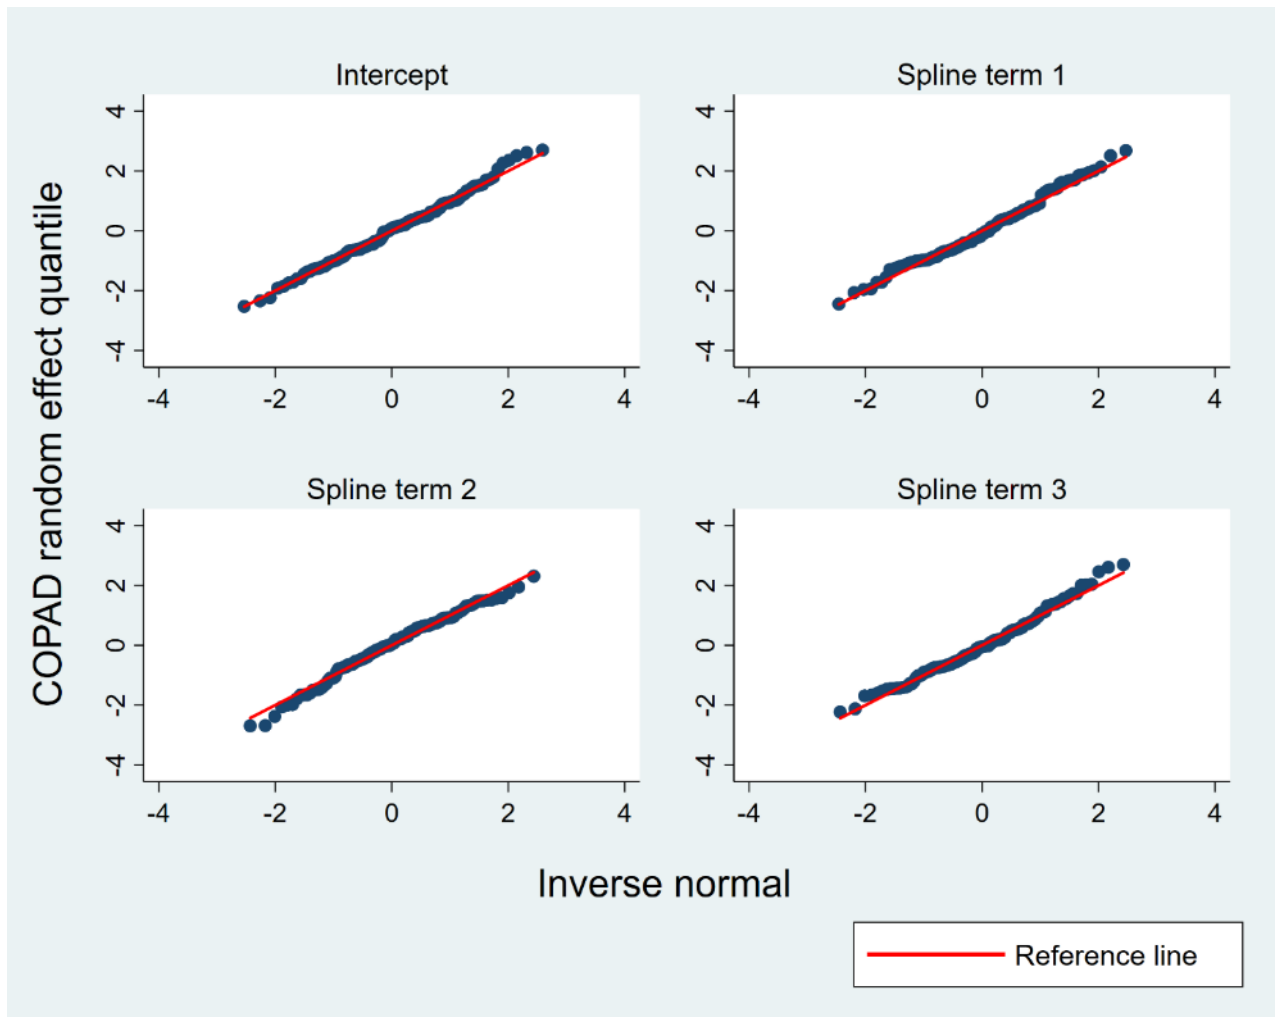 COPAD random effect quantile
Intercept
4
2
0
-2
-4
-4 -2 0 2 4
Spline term 1
4
2
0
-2
-4
-4 -2 0 2 4
Spline term 2
4
2
0
-2
-4
-4 -2 0 2 4
Spline term 3
4
2
0
-2
-4
-4 -2 0 2 4
Inverse normal
Reference line